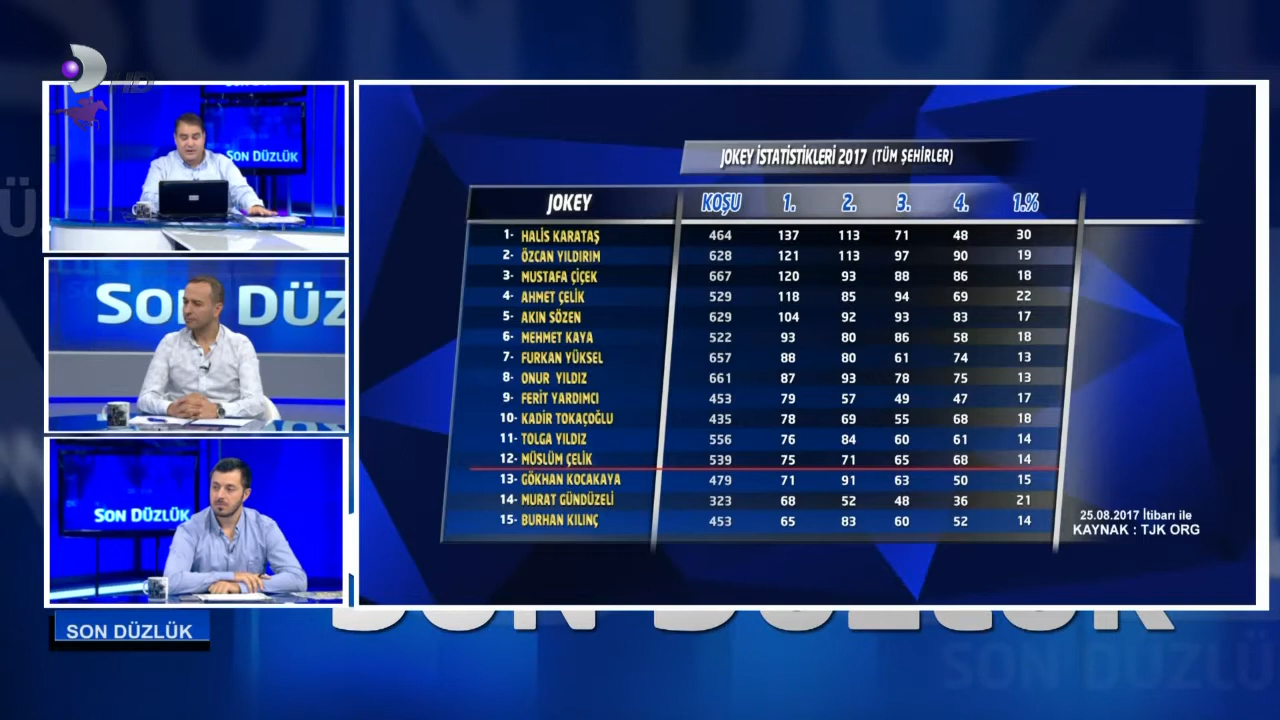 HD
SON DÜZLÜK
SON DÜZ
SON DÜZLÜK
SON DÜZLÜK
JOKEY İSTATİSTİKLERİ 2017 (TÜM ŞEHİRLER)
JOKEY KOŞU 1. 2. 3. 4. 1.%
1- HALİS KARATAŞ 464 137 113 71 48 30
2- ÖZCAN YILDIRIM 628 121 113 97 90 19
3- MUSTAFA ÇİÇEK 667 120 93 88 86 18
4- AHMET ÇELİK 529 118 85 94 69 22
5- AKIN SÖZEN 629 104 92 93 83 17
6- MEHMET KAYA 522 93 80 86 58 18
7- FURKAN YÜKSEL 657 88 80 61 74 13
8- ONUR YILDIZ 661 87 93 78 75 13
9- FERİT YARDIMCI 453 79 57 49 47 17
10- KADİR TOKAÇOĞLU 435 78 69 55 68 18
11- TOLGA YILDIZ 556 76 84 60 61 14
12- MÜSLÜM ÇELİK 539 75 71 65 68 14
13- GÖKHAN KOCAKAYA 479 71 91 63 50 15
14- MURAT GÜNDÜZELİ 323 68 52 48 36 21
15- BURHAN KILINÇ 453 65 83 60 52 14
25.08.2017 İtibarı ile
KAYNAK : TJK ORG
SON DÜZLÜK
SON DÜZLÜ